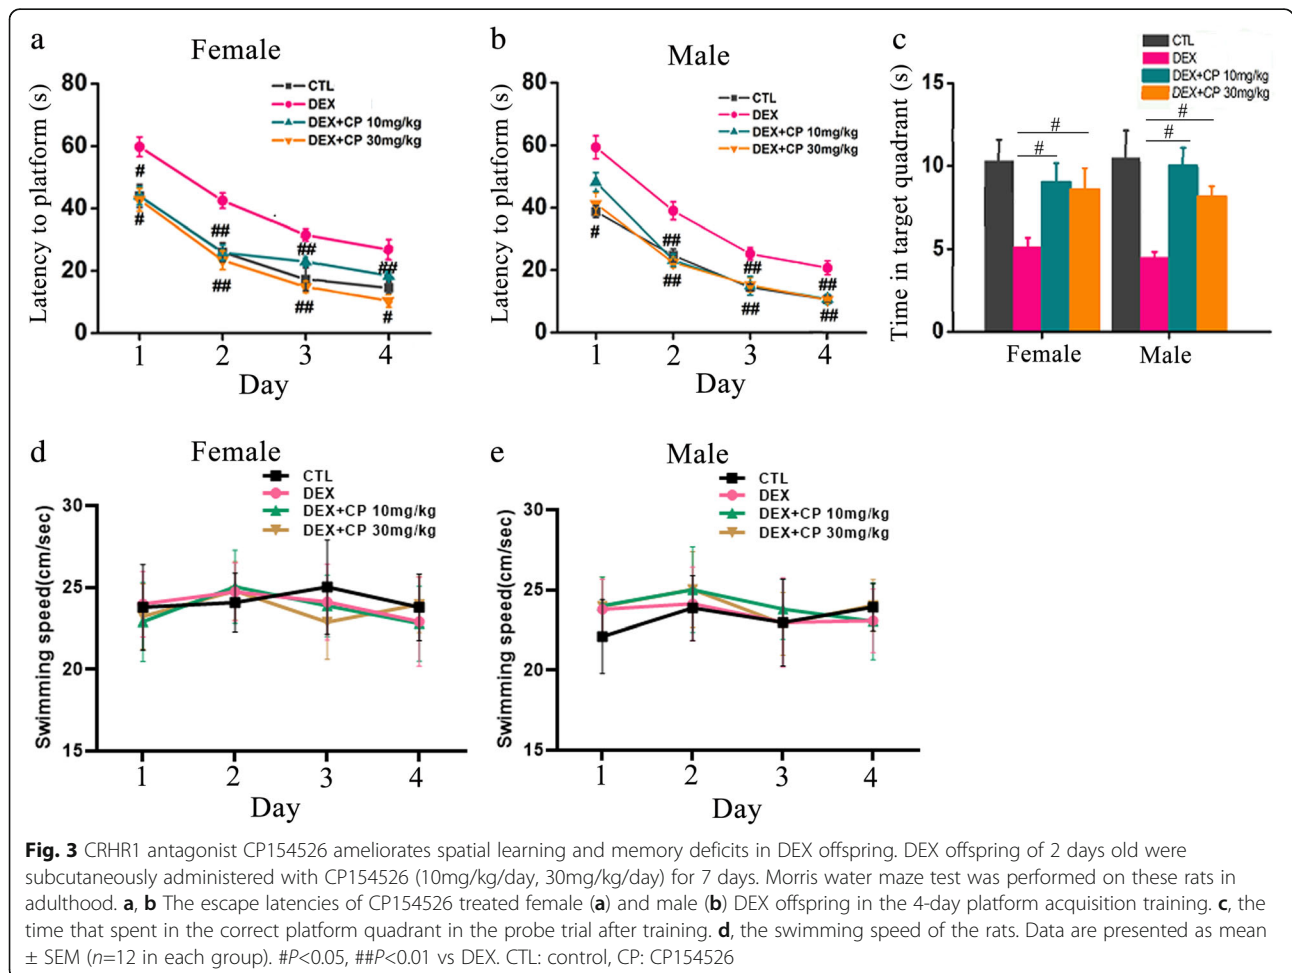 a
Female
80
60
40
20
0
Latency to platform (s)
CTL
DEX
DEX+CP 10mg/kg
DEX+CP 30mg/kg
#
#
##
##
##
##
##
#
1 2 3 4
Day
b
Male
80
60
40
20
0
Latency to platform (s)
CTL
DEX
DEX+CP 10mg/kg
DEX+CP 30mg/kg
#
##
##
##
##
##
##
1 2 3 4
Day
c
CTL
DEX
DEX+CP 10mg/kg
DEX+CP 30mg/kg
15
10
5
0
Time in target quadrant (s)
#
#
#
#
Female Male
d
Female
CTL
DEX
DEX+CP 10mg/kg
DEX+CP 30mg/kg
30
25
20
15
Swimming speed(cm/sec)
1 2 3 4
Day
e
Male
CTL
DEX
DEX+CP 10mg/kg
DEX+CP 30mg/kg
30
25
20
15
Swimming speed(cm/sec)
1 2 3 4
Day
Fig. 3 CRHR1 antagonist CP154526 ameliorates spatial learning and memory deficits in DEX offspring. DEX offspring of 2 days old were
subcutaneously administered with CP154526 (10mg/kg/day, 30mg/kg/day) for 7 days. Morris water maze test was performed on these rats in
adulthood. a, b The escape latencies of CP154526 treated female (a) and male (b) DEX offspring in the 4-day platform acquisition training. c, the
time that spent in the correct platform quadrant in the probe trial after training. d, the swimming speed of the rats. Data are presented as mean
± SEM (n=12 in each group). #P<0.05, ##P<0.01 vs DEX. CTL: control, CP: CP154526